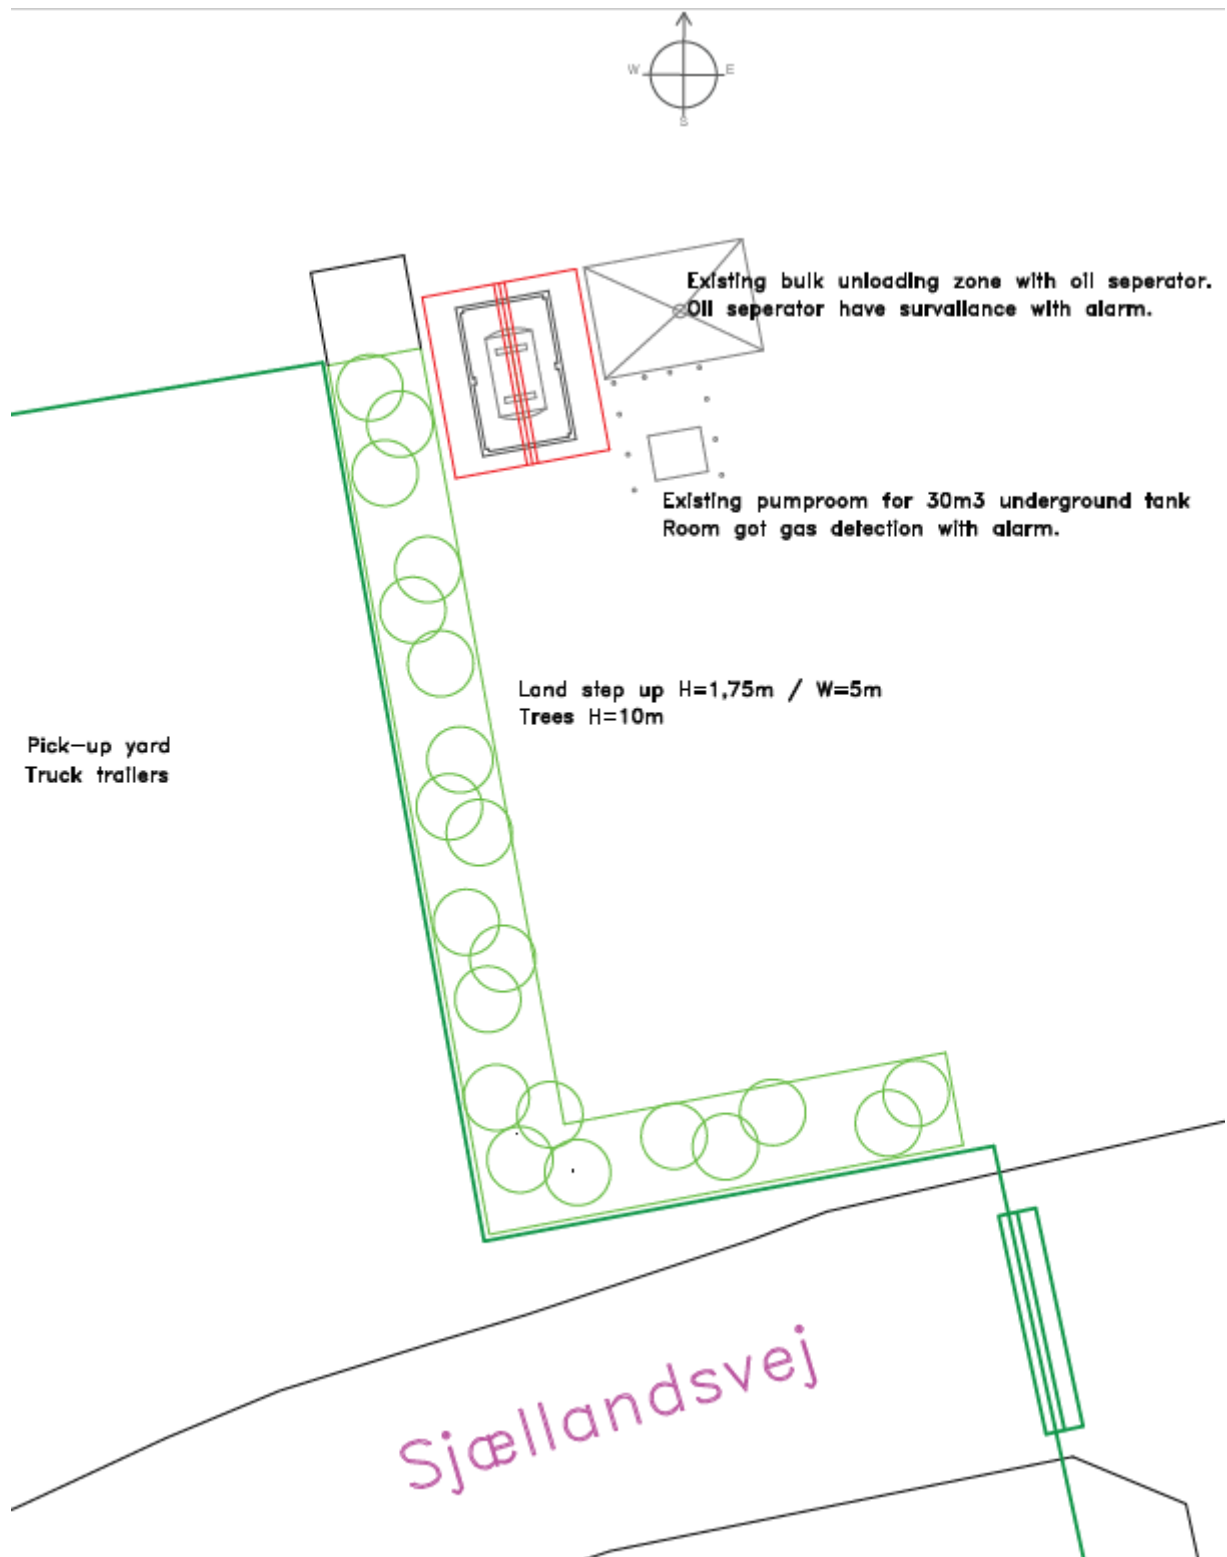 W E
S
Existing bulk unloading zone with oil seperator.
Oil seperator have survallance with alarm.
Existing pumproom for 30m3 underground tank
Room got gas detection with alarm.
Land step up H=1,75m / W=5m
Trees H=10m
Pick-up yard
Truck trailers
Sjællandsvej